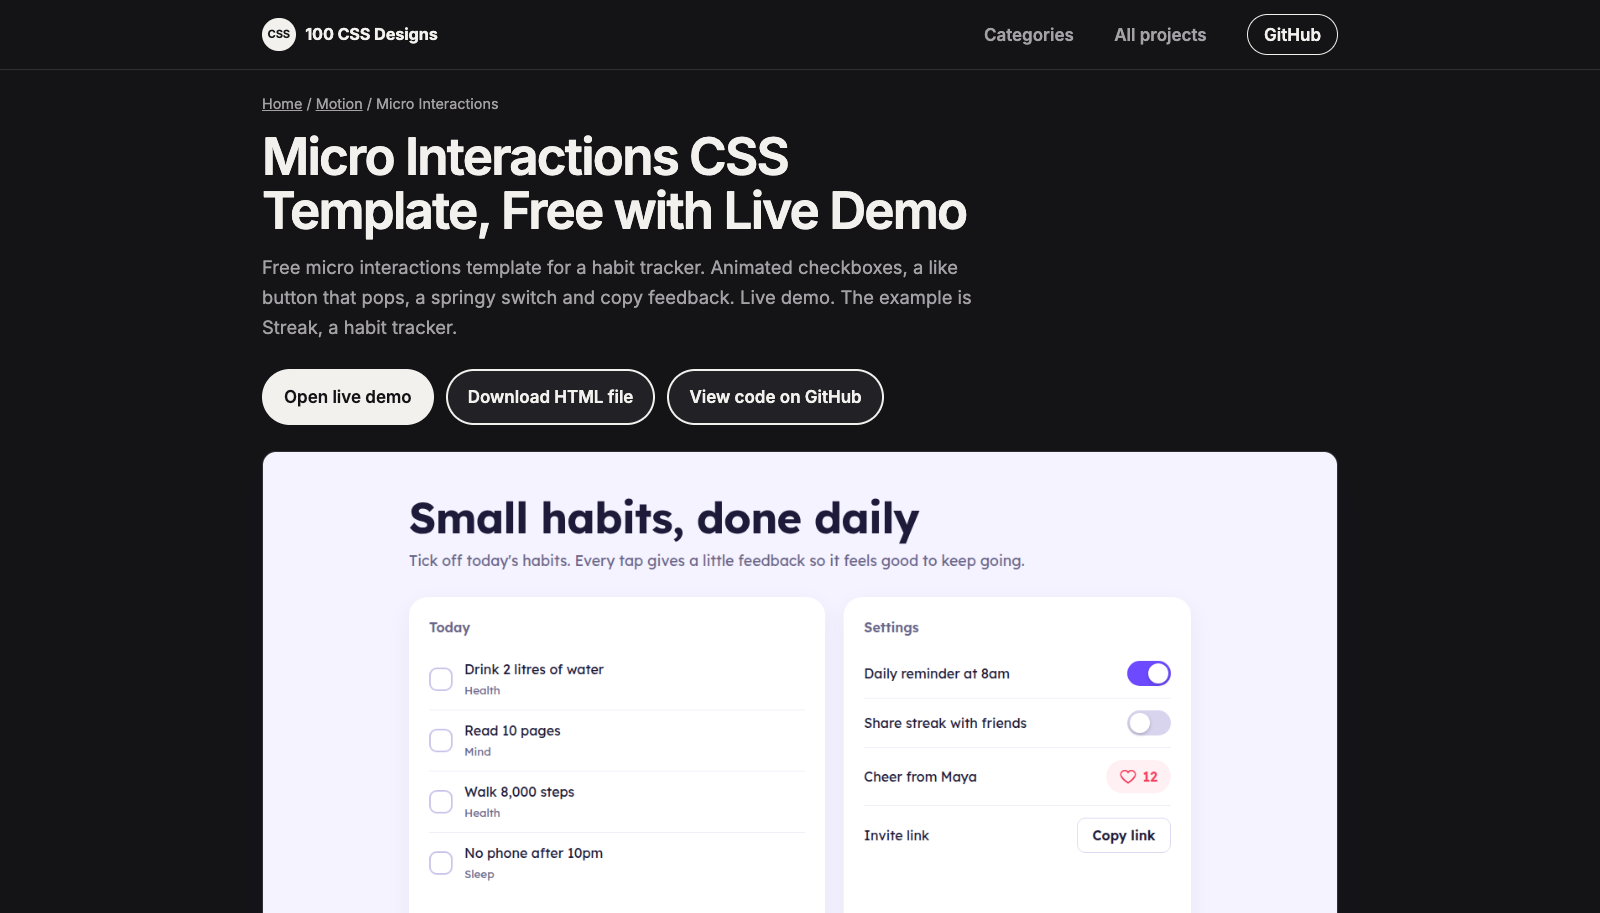 CSS 100 CSS Designs
Categories
All projects
GitHub
Home / Motion / Micro Interactions
Micro Interactions CSS
Template, Free with Live Demo
Free micro interactions template for a habit tracker. Animated checkboxes, a like
button that pops, a springy switch and copy feedback. Live demo. The example is
Streak, a habit tracker.
Open live demo
Download HTML file
View code on GitHub
Small habits, done daily
Tick off today's habits. Every tap gives a little feedback so it feels good to keep going.
Today
Drink 2 litres of water
Health
Read 10 pages
Mind
Walk 8,000 steps
Health
No phone after 10pm
Sleep
Settings
Daily reminder at 8am
Share streak with friends
Cheer from Maya
12
Invite link
Copy link